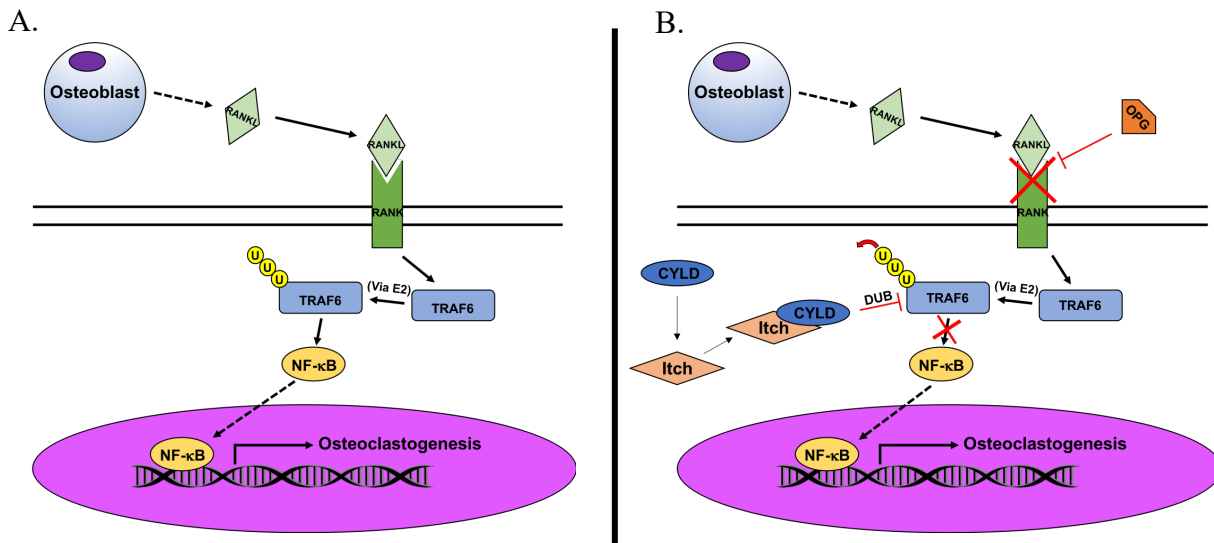 A.
Osteoblast
RANKL
RANKL
RANK
U
U
U
TRAF6
(Via E2)
TRAF6
NF-κB
NF-κB
Osteoclastogenesis
B.
Osteoblast
RANKL
RANKL
OPG
RANK
U
U
U
CYLD
DUB
TRAF6
(Via E2)
TRAF6
CYLD
Itch
Itch
NF-κB
NF-κB
Osteoclastogenesis